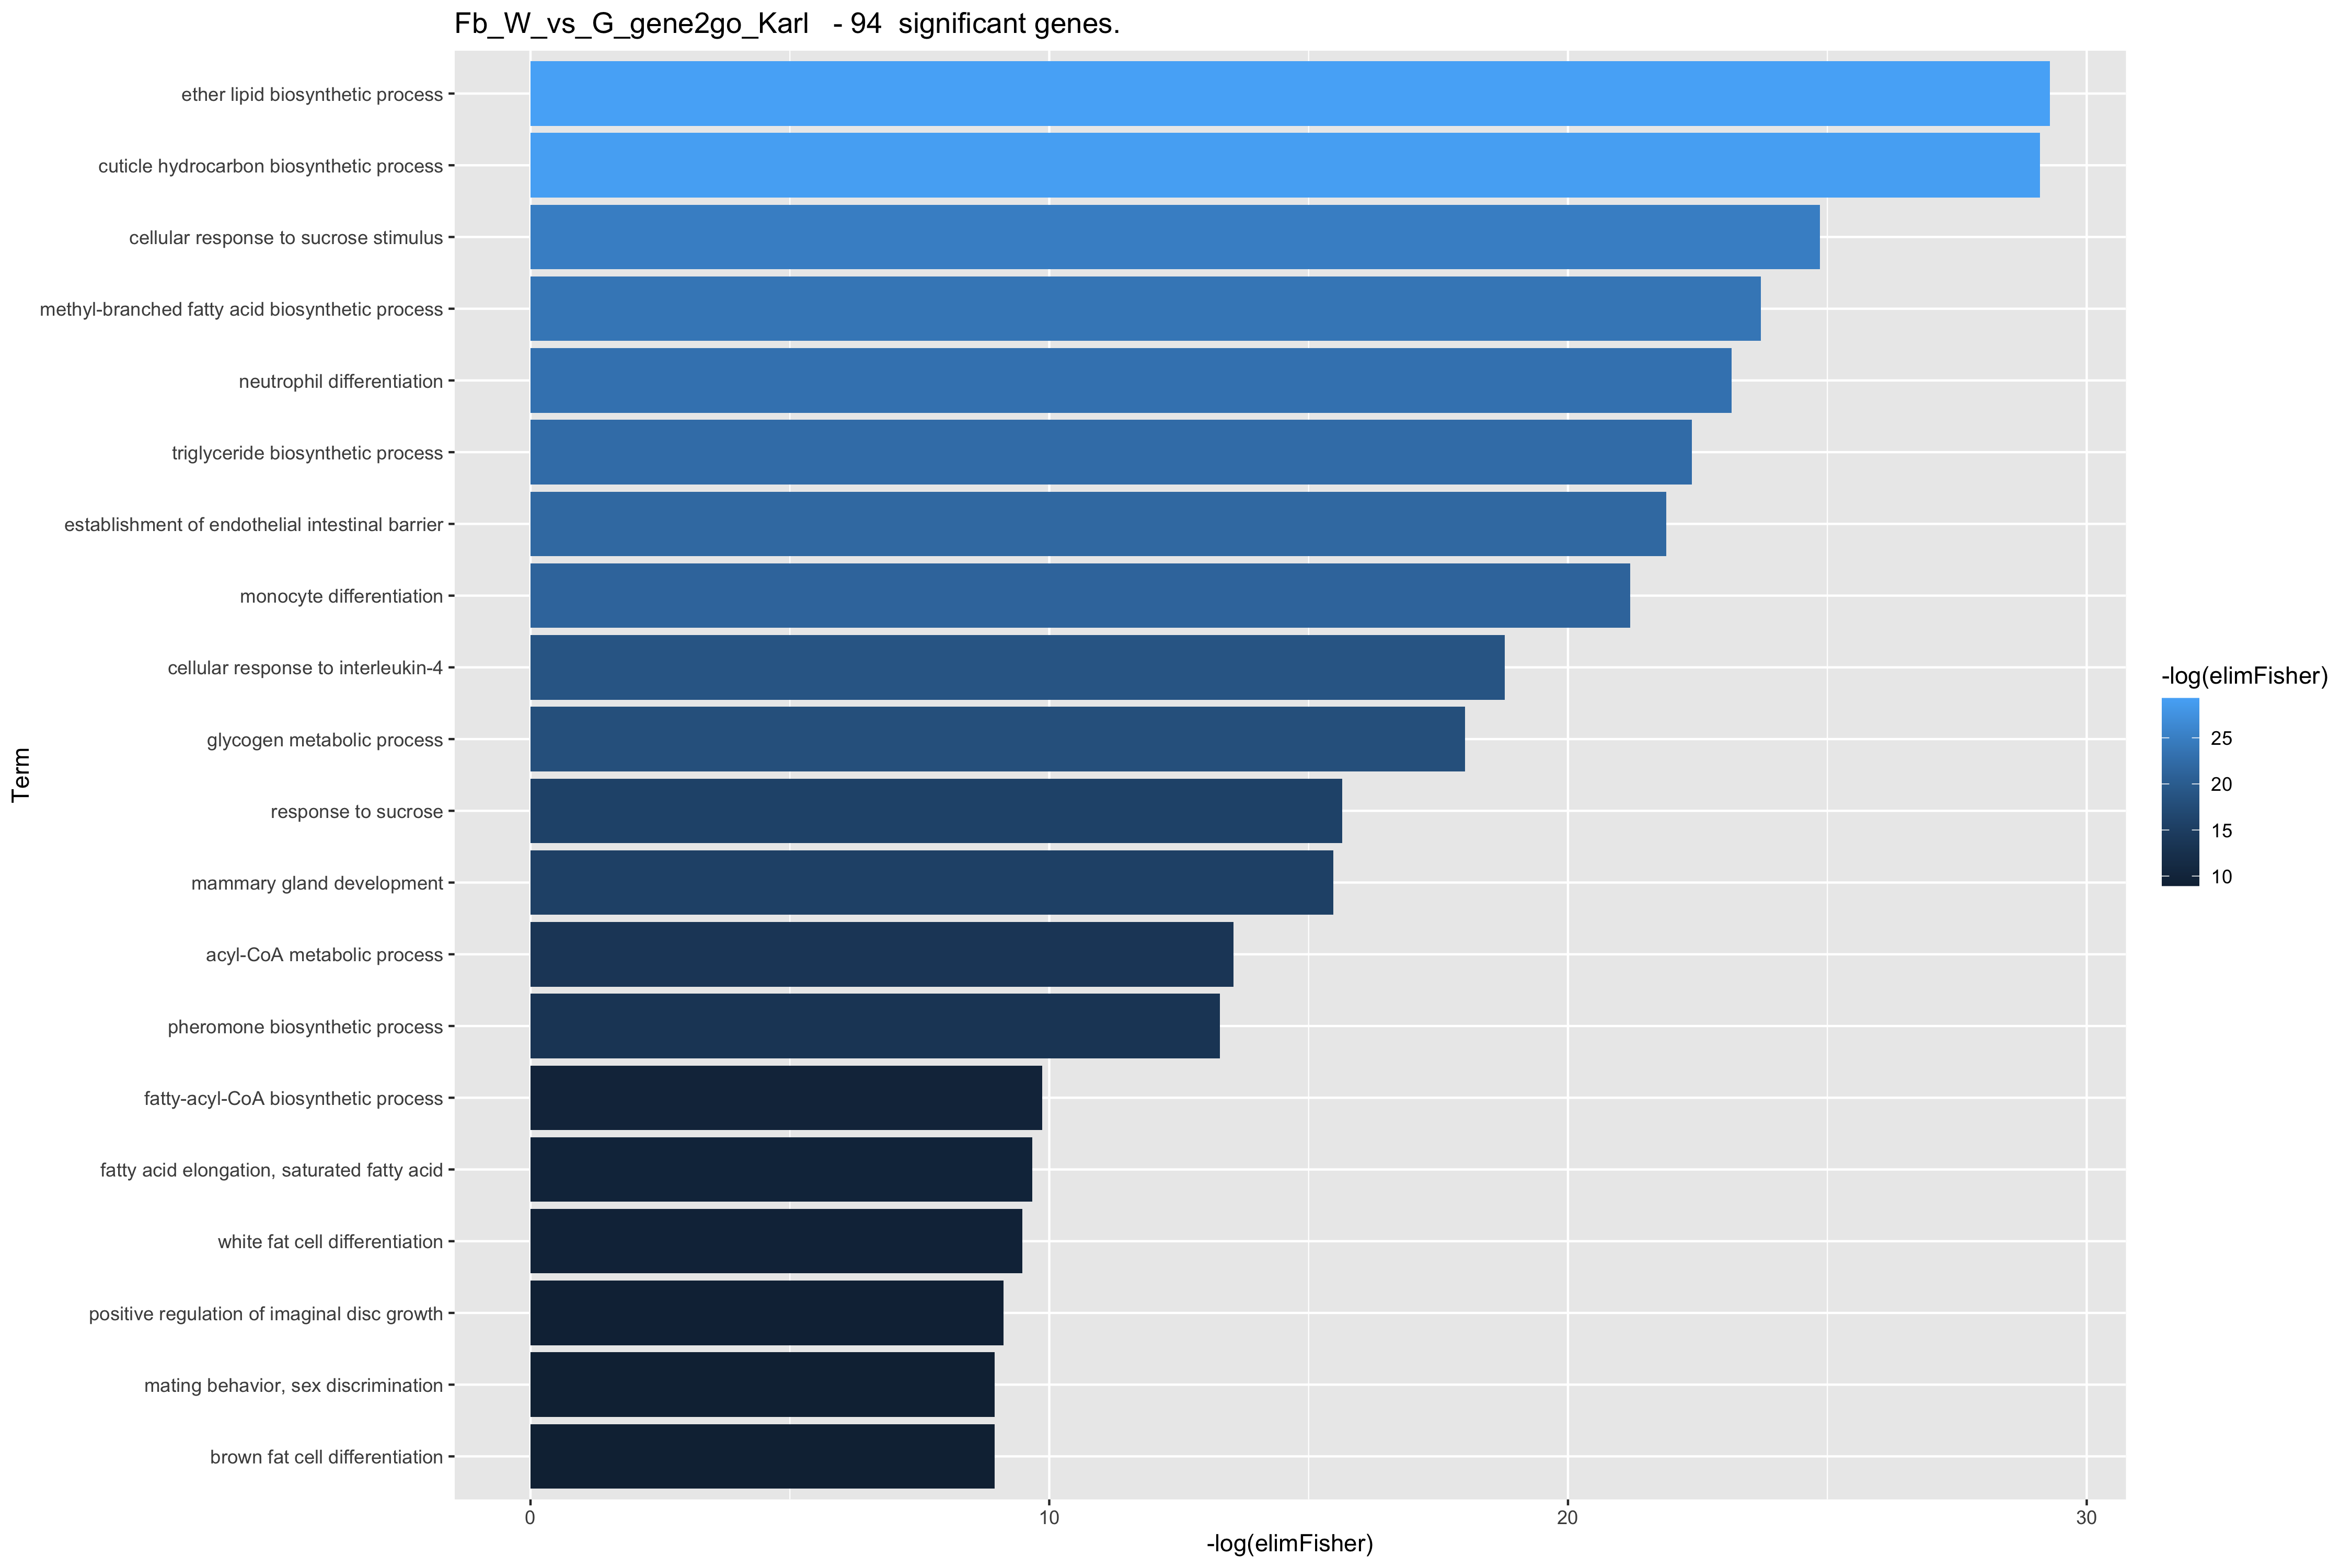 Fb_W_vs_G_gene2go_Karl   - 94  significant genes.
ether lipid biosynthetic process
cuticle hydrocarbon biosynthetic process
cellular response to sucrose stimulus
methyl-branched fatty acid biosynthetic process
neutrophil differentiation
triglyceride biosynthetic process
establishment of endothelial intestinal barrier
monocyte differentiation
cellular response to interleukin-4
glycogen metabolic process
response to sucrose
mammary gland development
acyl-CoA metabolic process
pheromone biosynthetic process
fatty-acyl-CoA biosynthetic process
fatty acid elongation, saturated fatty acid
white fat cell differentiation
positive regulation of imaginal disc growth
mating behavior, sex discrimination
brown fat cell differentiation
Term
0 10 20 30
-log(elimFisher)
-log(elimFisher)
25
20
15
10